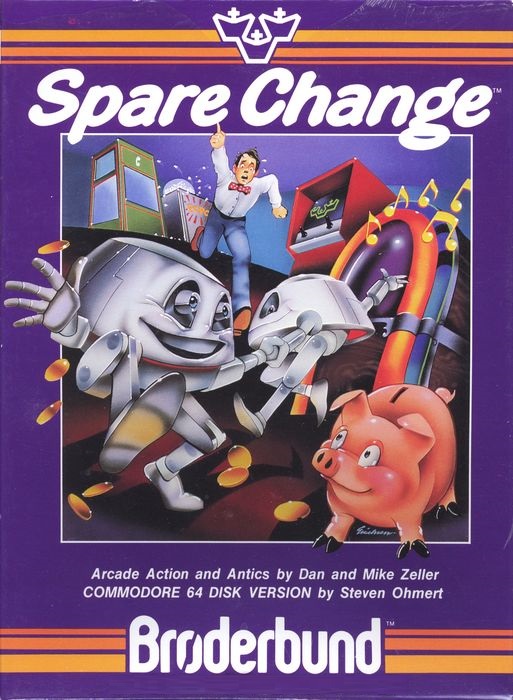 Spare Change™
Arcade Action and Antics by Dan and Mike Zeller
COMMODORE 64 DISK VERSION by Steven Ohmert
Brøderbund™